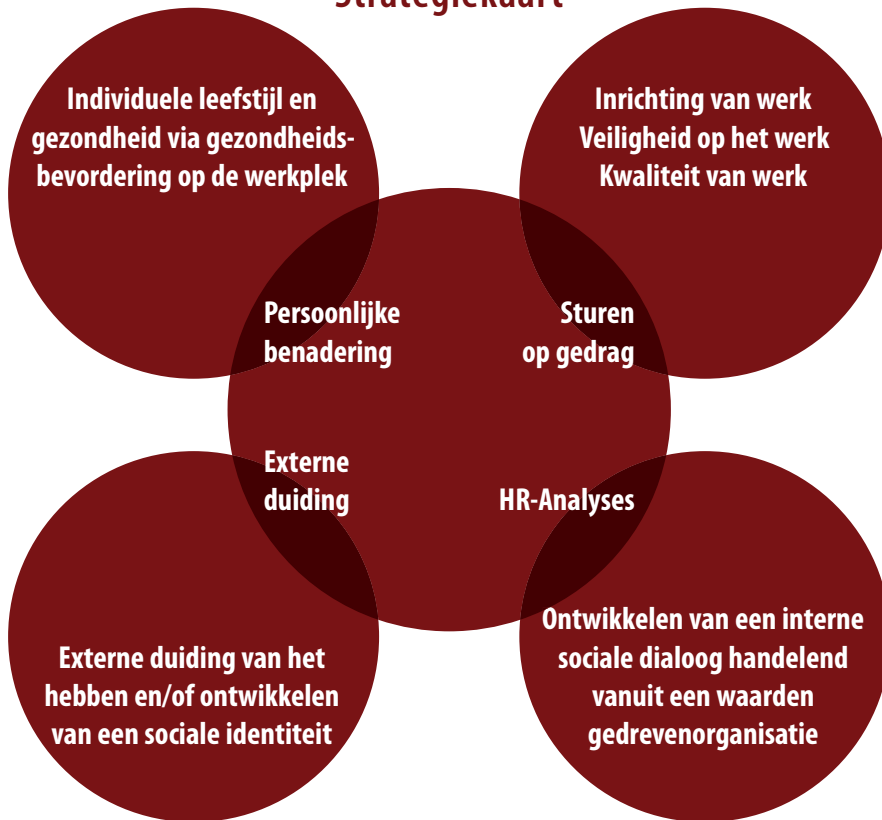 Strategiekaart
Individuele leefstijl en
gezondheid via gezondheids-
bevordering op de werkplek
Inrichting van werk
Veiligheid op het werk
Kwaliteit van werk
Persoonlijke
benadering
Sturen
op gedrag
Externe
duiding
HR-Analyses
Externe duiding van het
hebben en/of ontwikkelen
van een sociale identiteit
Ontwikkelen van een interne
sociale dialoog handelend
vanuit een waarden
gedrevenorganisatie